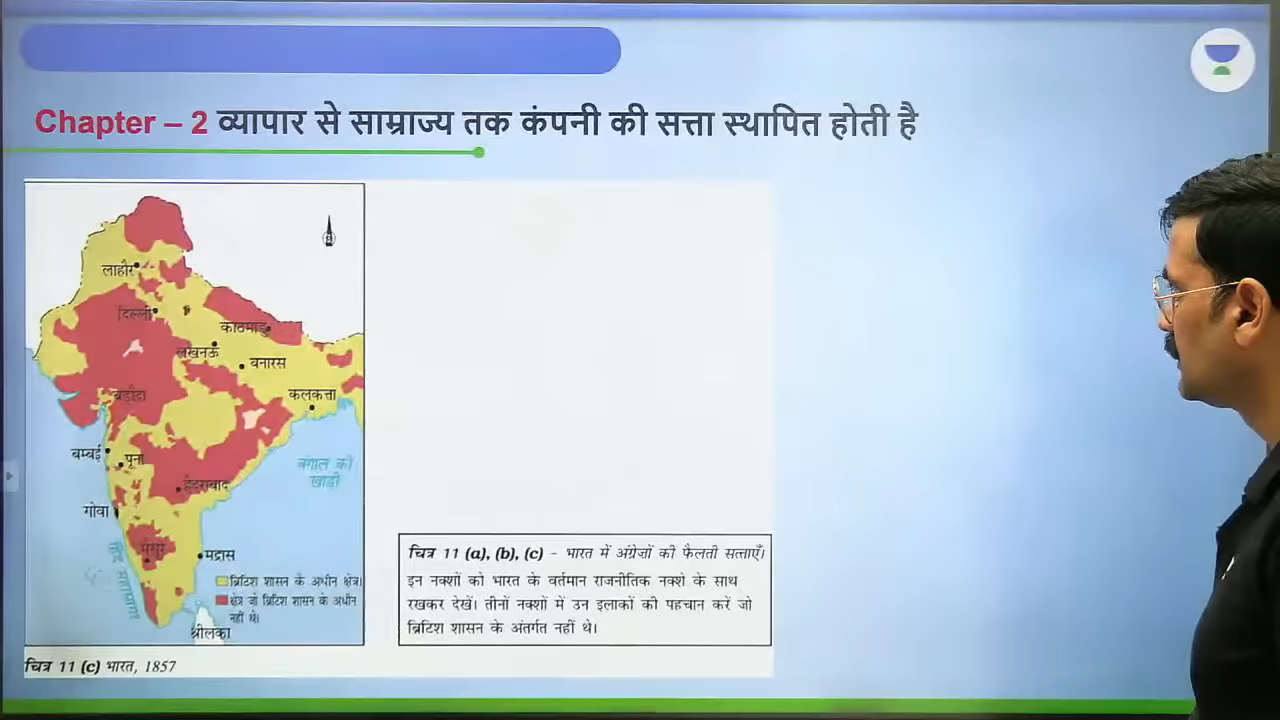 Chapter – 2 व्यापार से साम्राज्य तक कंपनी की सत्ता स्थापित होती है
लाहौर
दिल्ली
काठमांडू
लखनऊ
बनारस
बड़ौदा
कलकत्ता
बम्बई
पूना
बंगाल की
खाड़ी
हैदराबाद
गोवा
मैसूर
मद्रास
हिंद महासागर
ब्रिटिश शासन के अधीन क्षेत्र।
क्षेत्र जो ब्रिटिश शासन के अधीन
नहीं थे।
श्रीलंका
चित्र 11 (c) भारत, 1857
चित्र 11 (a), (b), (c) – भारत में अंग्रेजों की फैलती सत्ताएँ।
इन नक्शों को भारत के वर्तमान राजनीतिक नक्शे के साथ
रखकर देखें। तीनों नक्शों में उन इलाकों की पहचान करें जो
ब्रिटिश शासन के अंतर्गत नहीं थे।